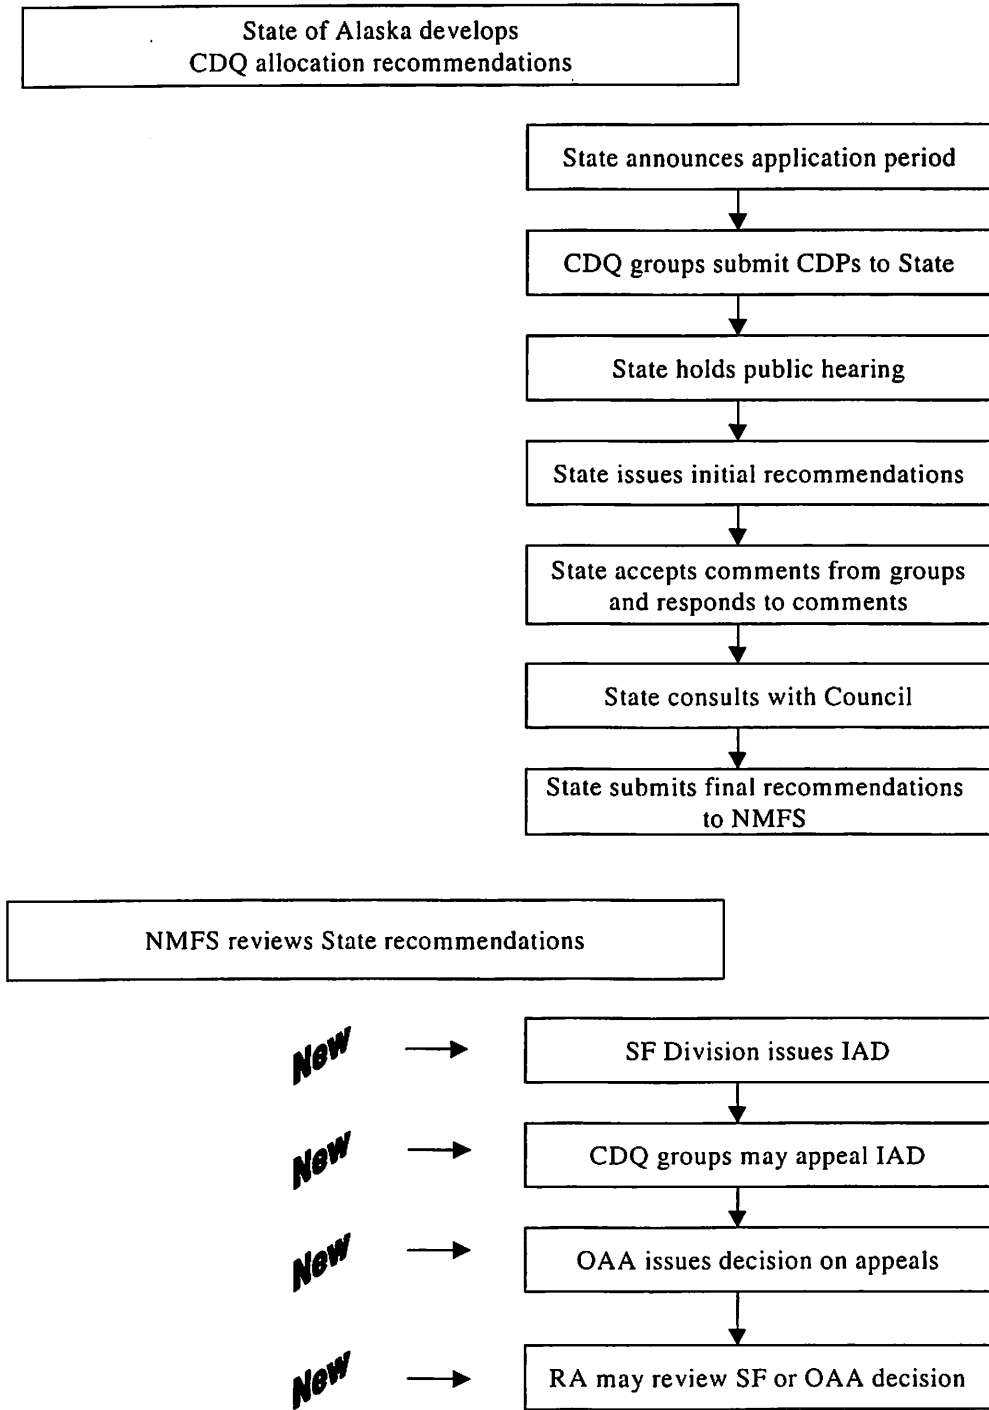 State of Alaska develops
CDQ allocation recommendations
State announces application period
CDQ groups submit CDPs to State
State holds public hearing
State issues initial recommendations
State accepts comments from groups
and responds to comments
State consults with Council
State submits final recommendations
to NMFS
NMFS reviews State recommendations
New
SF Division issues IAD
New
CDQ groups may appeal IAD
New
OAA issues decision on appeals
New
RA may review SF or OAA decision